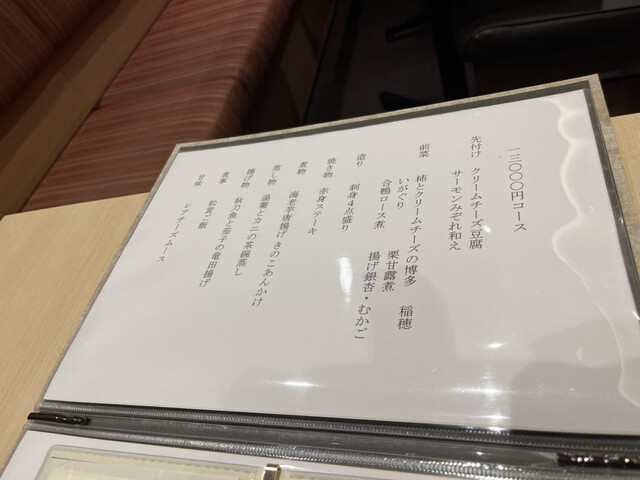 一三〇〇〇円コース
先付け クリームチーズ豆腐
サーモンみぞれ和え
前菜 柿とクリームチーズの博多 稲穂
いがぐり 栗甘露煮
合鴨ロース煮 揚げ銀杏・むかご
造り 刺身4点盛り
焼き物 赤身ステーキ
煮物 海老芋唐揚げきのこあんかけ
蒸し物 湯葉とカニの茶碗蒸し
揚げ物 秋刀魚と茄子の竜田揚げ
食事 松茸ご飯
甘味 レアチーズムース